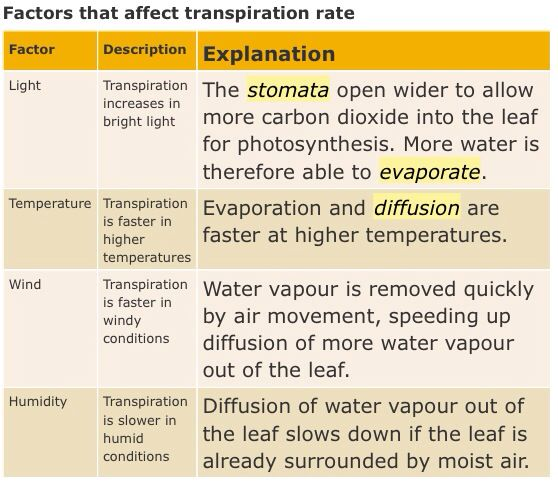 Factors that affect transpiration rate
Factor Description Explanation
Light
Transpiration
increases in
bright light
The stomata open wider to allow
more carbon dioxide into the leaf
for photosynthesis. More water is
therefore able to evaporate.
Temperature
Transpiration
is faster in
higher
temperatures
Evaporation and diffusion are
faster at higher temperatures.
Wind
Transpiration
is faster in
windy
conditions
Water vapour is removed quickly
by air movement, speeding up
diffusion of more water vapour
out of the leaf.
Humidity
Transpiration
is slower in
humid
conditions
Diffusion of water vapour out of
the leaf slows down if the leaf is
already surrounded by moist air.